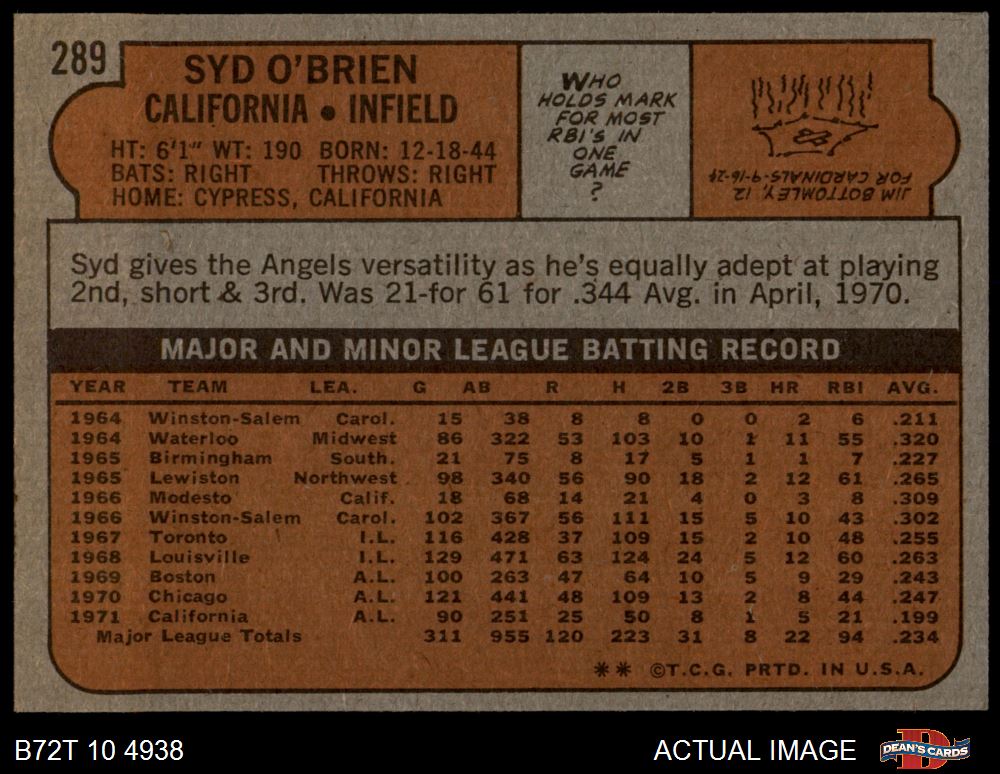 289
SYD O'BRIEN
CALIFORNIA • INFIELD
HT: 6'1" WT: 190 BORN: 12-18-44
BATS: RIGHT THROWS: RIGHT
HOME: CYPRESS, CALIFORNIA
WHO
HOLDS MARK
FOR MOST
RBI'S IN
ONE
GAME
?
JIM BOTTOMLEY, 12
FOR CARDINALS-9-16-24
Syd gives the Angels versatility as he's equally adept at playing
2nd, short & 3rd. Was 21-for 61 for .344 Avg. in April, 1970.
MAJOR AND MINOR LEAGUE BATTING RECORD
YEAR TEAM LEA. G AB R H 2B 3B HR RBI AVG.
1964 Winston-Salem Carol. 15 38 8 8 0 0 2 6 .211
1964 Waterloo Midwest 86 322 53 103 10 1 11 55 .320
1965 Birmingham South. 21 75 8 17 5 1 1 7 .227
1965 Lewiston Northwest 98 340 56 90 18 2 12 61 .265
1966 Modesto Calif. 18 68 14 21 4 0 3 8 .309
1966 Winston-Salem Carol. 102 367 56 111 15 5 10 43 .302
1967 Toronto I.L. 116 428 37 109 15 2 10 48 .255
1968 Louisville I.L. 129 471 63 124 24 5 12 60 .263
1969 Boston A.L. 100 263 47 64 10 5 9 29 .243
1970 Chicago A.L. 121 441 48 109 13 2 8 44 .247
1971 California A.L. 90 251 25 50 8 1 5 21 .199
Major League Totals 311 955 120 223 31 8 22 94 .234
** ©T.C.G. PRTD. IN U.S.A.
B72T 10 4938
ACTUAL IMAGE
DEAN'S CARDS